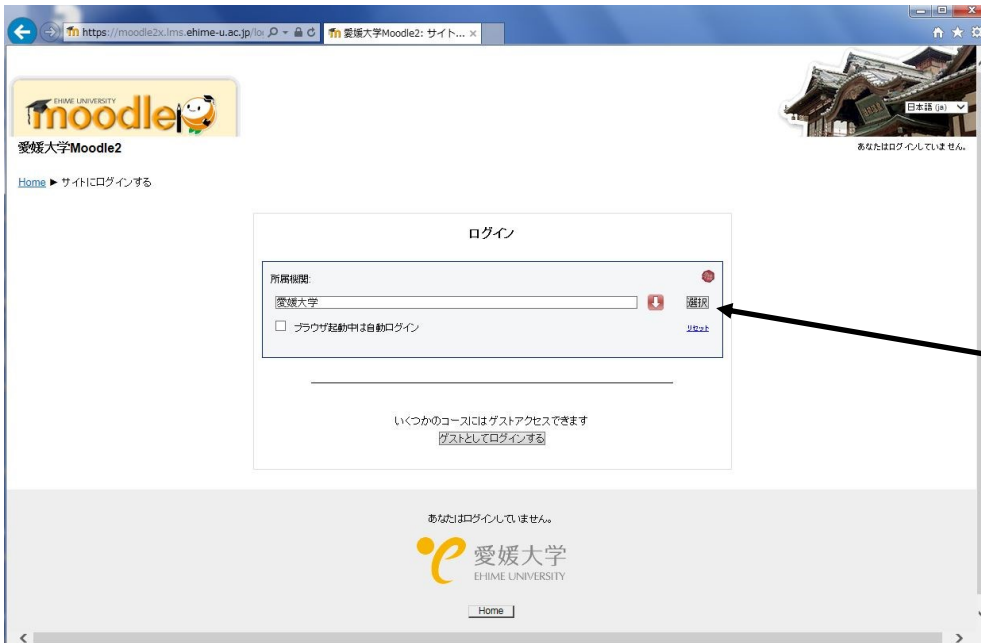 https://moodle2x.lms.ehime-u.ac.jp/lo
愛媛大学Moodle2: サイト...
EHIME UNIVERSITY
moodle
日本語 (ja)
愛媛大学Moodle2
あなたはログインしていません。
Home ► サイトにログインする
ログイン
所属機関:
愛媛大学
選択
ブラウザ起動中は自動ログイン
リセット
いくつかのコースにはゲストアクセスできます
ゲストとしてログインする
あなたはログインしていません。
愛媛大学
EHIME UNIVERSITY
Home